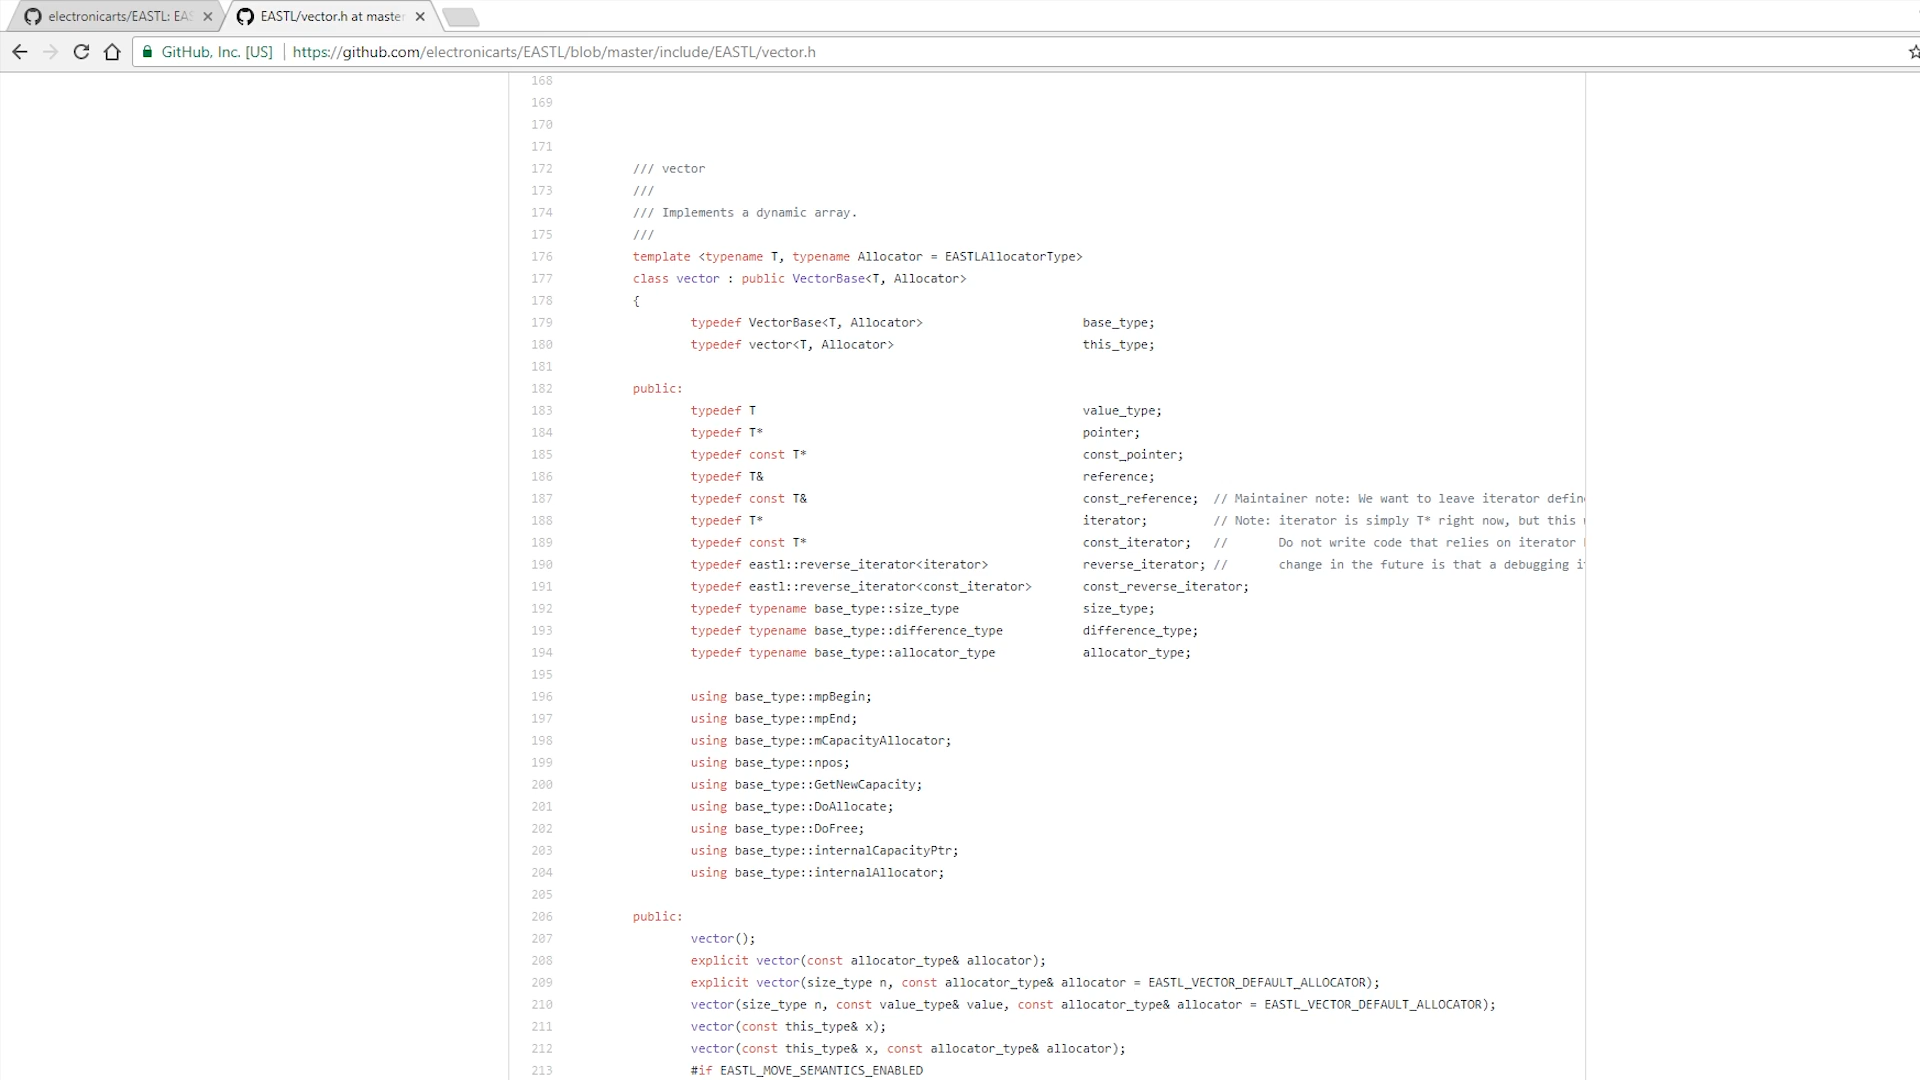 electronicarts/EASTL: EAS
EASTL/vector.h at master
GitHub, Inc. [US] https://github.com/electronicarts/EASTL/blob/master/include/EASTL/vector.h
168
169
170
171
172 /// vector
173 ///
174 /// Implements a dynamic array.
175 ///
176 template <typename T, typename Allocator = EASTLAllocatorType>
177 class vector : public VectorBase<T, Allocator>
178 {
179 typedef VectorBase<T, Allocator> base_type;
180 typedef vector<T, Allocator> this_type;
181
182 public:
183 typedef T value_type;
184 typedef T* pointer;
185 typedef const T* const_pointer;
186 typedef T& reference;
187 typedef const T& const_reference; // Maintainer note: We want to leave iterator defin
188 typedef T* iterator; // Note: iterator is simply T* right now, but this
189 typedef const T* const_iterator; // Do not write code that relies on iterator
190 typedef eastl::reverse_iterator<iterator> reverse_iterator; // change in the future is that a debugging
191 typedef eastl::reverse_iterator<const_iterator> const_reverse_iterator;
192 typedef typename base_type::size_type size_type;
193 typedef typename base_type::difference_type difference_type;
194 typedef typename base_type::allocator_type allocator_type;
195
196 using base_type::mpBegin;
197 using base_type::mpEnd;
198 using base_type::mCapacityAllocator;
199 using base_type::npos;
200 using base_type::GetNewCapacity;
201 using base_type::DoAllocate;
202 using base_type::DoFree;
203 using base_type::internalCapacityPtr;
204 using base_type::internalAllocator;
205
206 public:
207 vector();
208 explicit vector(const allocator_type& allocator);
209 explicit vector(size_type n, const allocator_type& allocator = EASTL_VECTOR_DEFAULT_ALLOCATOR);
210 vector(size_type n, const value_type& value, const allocator_type& allocator = EASTL_VECTOR_DEFAULT_ALLOCATOR);
211 vector(const this_type& x);
212 vector(const this_type& x, const allocator_type& allocator);
213 #if EASTL_MOVE_SEMANTICS_ENABLED